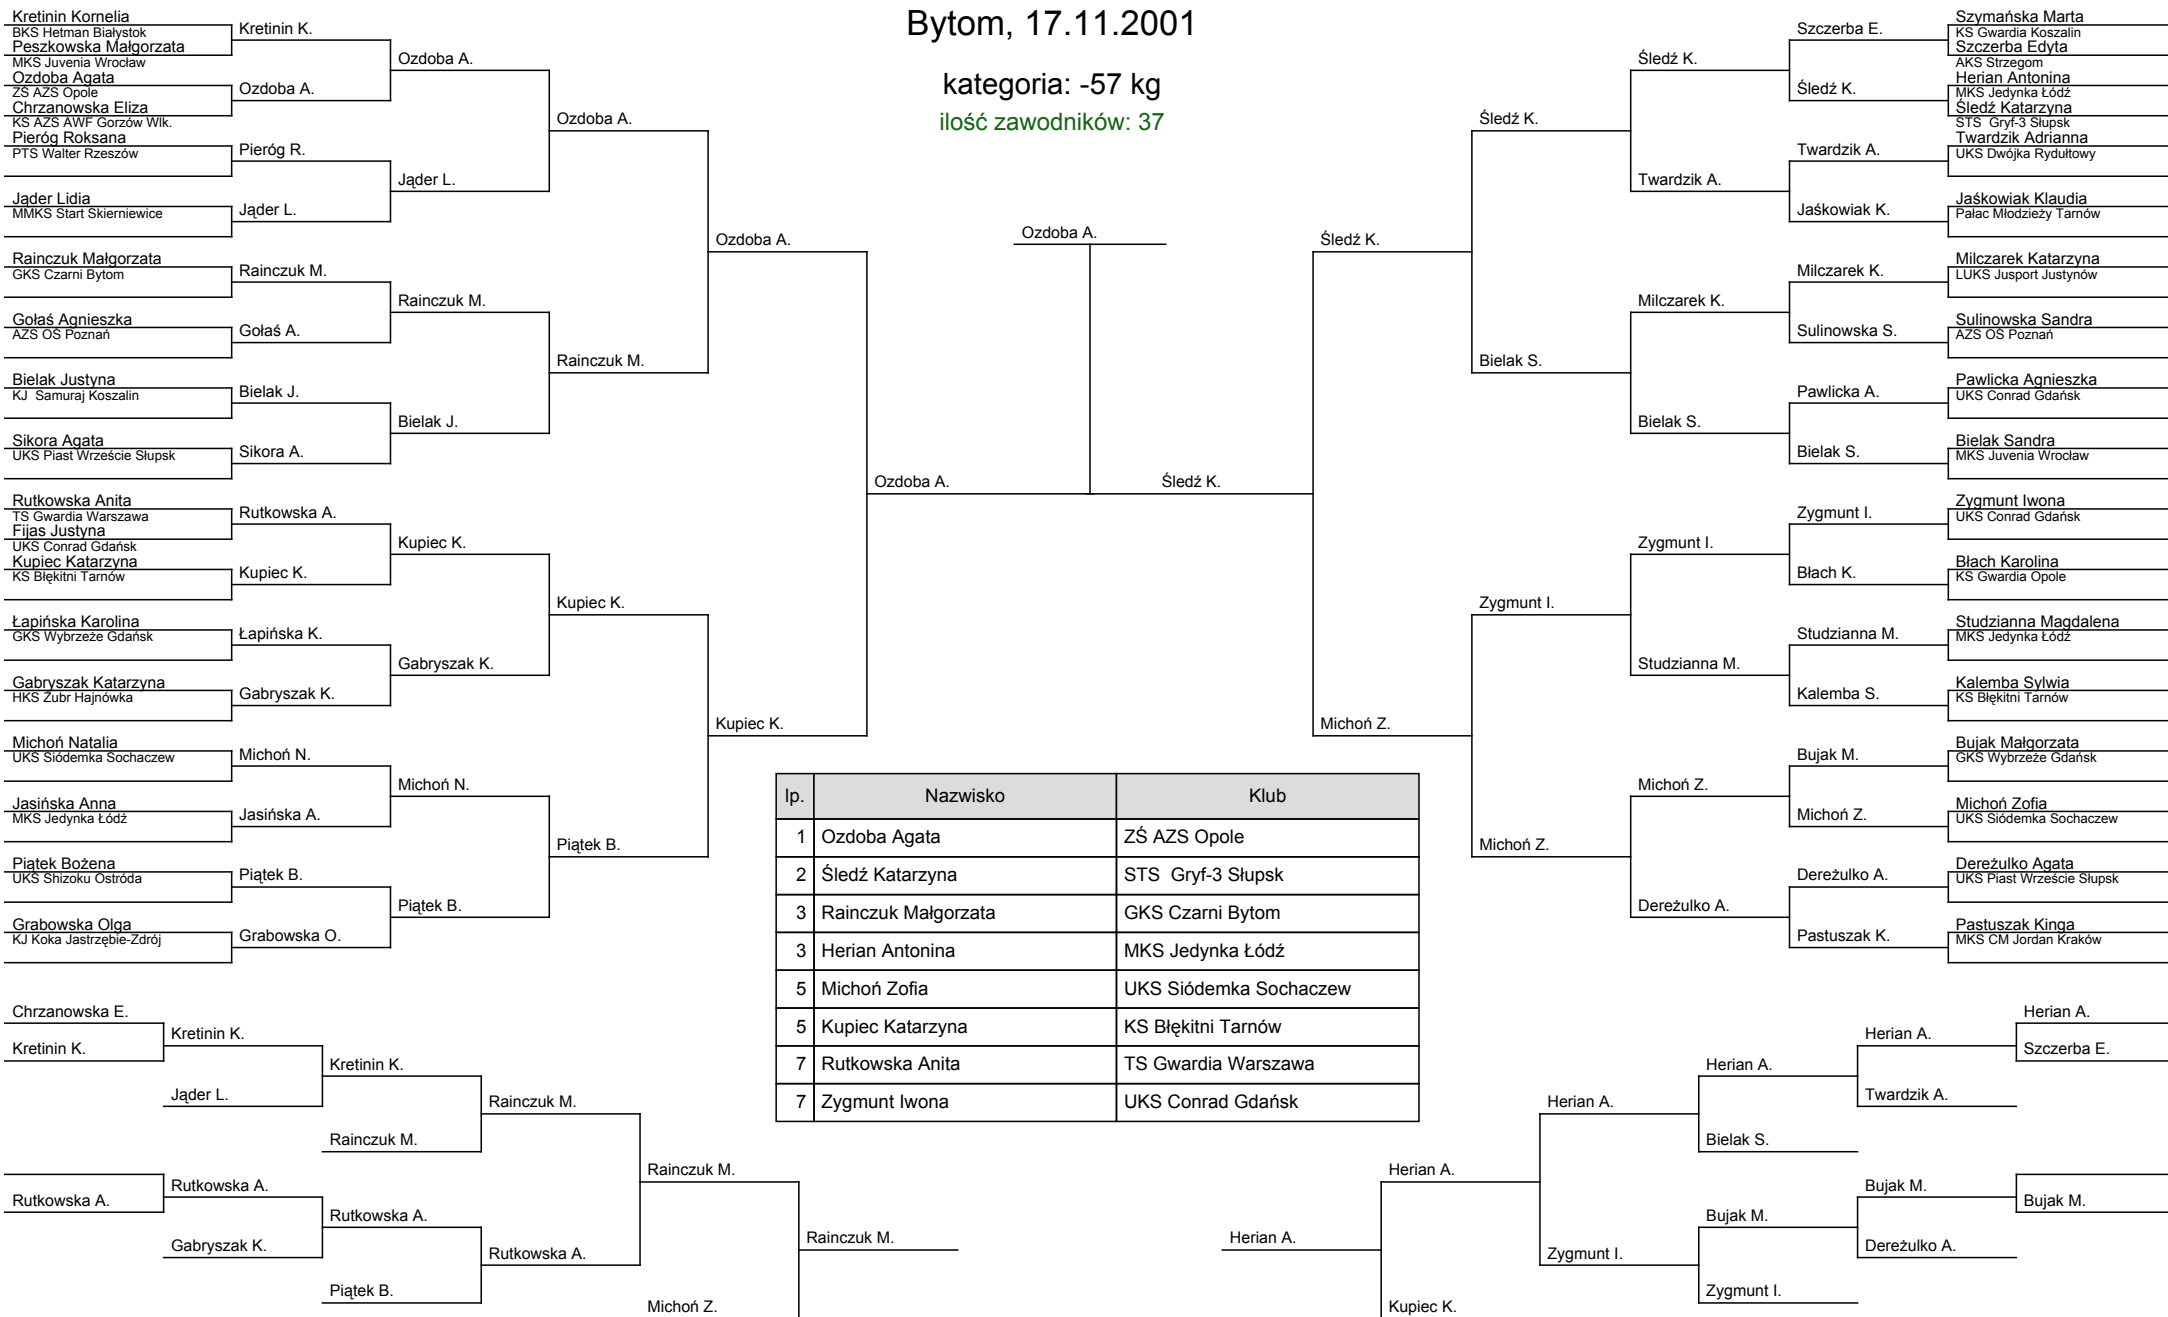 Bytom, 17.11.2001
kategoria: -57 kg
ilość zawodników: 37
Kretinin Kornelia
BKS Hetman Białystok
Peszkowska Małgorzata
MKS Juvenia Wrocław
Ozdoba Agata
ZŚ AZS Opole
Chrzanowska Eliza
KS AZS AWF Gorzów Wlk.
Pieróg Roksana
PTS Walter Rzeszów
Jąder Lidia
MMKS Start Skierniewice
Rainczuk Małgorzata
GKS Czarni Bytom
Gołaś Agnieszka
AZS OŚ Poznań
Bielak Justyna
KJ  Samuraj Koszalin
Sikora Agata
UKS Piast Wrzeście Słupsk
Rutkowska Anita
TS Gwardia Warszawa
Fijas Justyna
UKS Conrad Gdańsk
Kupiec Katarzyna
KS Błękitni Tarnów
Łapińska Karolina
GKS Wybrzeże Gdańsk
Gabryszak Katarzyna
HKS Żubr Hajnówka
Michoń Natalia
UKS Siódemka Sochaczew
Jasińska Anna
MKS Jedynka Łódź
Piątek Bożena
UKS Shizoku Ostróda
Grabowska Olga
KJ Koka Jastrzębie-Zdrój
Kretinin K.
Ozdoba A.
Pieróg R.
Jąder L.
Rainczuk M.
Gołaś A.
Bielak J.
Sikora A.
Rutkowska A.
Kupiec K.
Łapińska K.
Gabryszak K.
Michoń N.
Jasińska A.
Piątek B.
Grabowska O.
Ozdoba A.
Jąder L.
Rainczuk M.
Bielak J.
Kupiec K.
Gabryszak K.
Michoń N.
Piątek B.
Ozdoba A.
Rainczuk M.
Kupiec K.
Piątek B.
Ozdoba A.
Kupiec K.
Ozdoba A.
Ozdoba A.
Śledź K.
Śledź K.
Michoń Z.
Śledź K.
Bielak S.
Zygmunt I.
Michoń Z.
Śledź K.
Twardzik A.
Milczarek K.
Bielak S.
Zygmunt I.
Studzianna M.
Michoń Z.
Dereżulko A.
Szczerba E.
Śledź K.
Twardzik A.
Jaśkowiak K.
Milczarek K.
Sulinowska S.
Pawlicka A.
Bielak S.
Zygmunt I.
Błach K.
Studzianna M.
Kalemba S.
Bujak M.
Michoń Z.
Dereżulko A.
Pastuszak K.
Szymańska Marta
KS Gwardia Koszalin
Szczerba Edyta
AKS Strzegom
Herian Antonina
MKS Jedynka Łódź
Śledź Katarzyna
STS  Gryf-3 Słupsk
Twardzik Adrianna
UKS Dwójka Rydułtowy
Jaśkowiak Klaudia
Pałac Młodzieży Tarnów
Milczarek Katarzyna
LUKS Jusport Justynów
Sulinowska Sandra
AZS OŚ Poznań
Pawlicka Agnieszka
UKS Conrad Gdańsk
Bielak Sandra
MKS Juvenia Wrocław
Zygmunt Iwona
UKS Conrad Gdańsk
Błach Karolina
KS Gwardia Opole
Studzianna Magdalena
MKS Jedynka Łódź
Kalemba Sylwia
KS Błękitni Tarnów
Bujak Małgorzata
GKS Wybrzeże Gdańsk
Michoń Zofia
UKS Siódemka Sochaczew
Dereżulko Agata
UKS Piast Wrzeście Słupsk
Pastuszak Kinga
MKS CM Jordan Kraków
lp. Nazwisko Klub
1 Ozdoba Agata ZŚ AZS Opole
2 Śledź Katarzyna STS  Gryf-3 Słupsk
3 Rainczuk Małgorzata GKS Czarni Bytom
3 Herian Antonina MKS Jedynka Łódź
5 Michoń Zofia UKS Siódemka Sochaczew
5 Kupiec Katarzyna KS Błękitni Tarnów
7 Rutkowska Anita TS Gwardia Warszawa
7 Zygmunt Iwona UKS Conrad Gdańsk
Chrzanowska E.
Kretinin K.
Rutkowska A.
Kretinin K.
Jąder L.
Rutkowska A.
Gabryszak K.
Kretinin K.
Rainczuk M.
Rutkowska A.
Piątek B.
Rainczuk M.
Rutkowska A.
Rainczuk M.
Michoń Z.
Rainczuk M.
Herian A.
Herian A.
Kupiec K.
Herian A.
Zygmunt I.
Herian A.
Bielak S.
Bujak M.
Zygmunt I.
Herian A.
Twardzik A.
Bujak M.
Dereżulko A.
Herian A.
Szczerba E.
Bujak M.